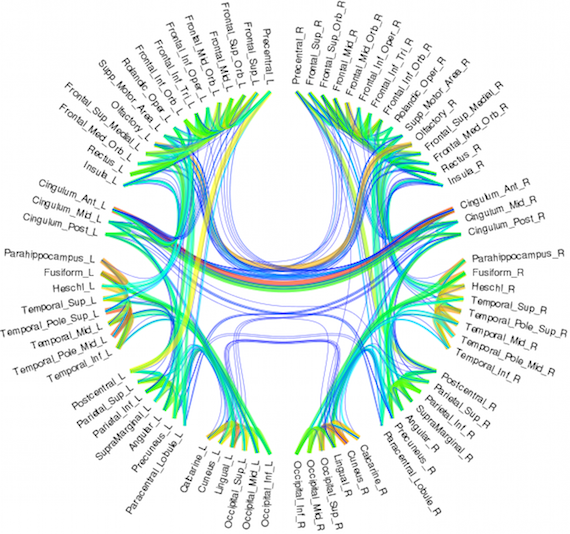 Precentral_L
Frontal_Sup_L
Frontal_Sup_Orb_L
Frontal_Mid_L
Frontal_Mid_Orb_L
Frontal_Inf_Oper_L
Frontal_Inf_Tri_L
Frontal_Inf_Orb_L
Rolandic_Oper_L
Supp_Motor_Area_L
Olfactory_L
Frontal_Sup_Medial_L
Frontal_Med_Orb_L
Rectus_L
Insula_L
Cingulum_Ant_L
Cingulum_Mid_L
Cingulum_Post_L
Parahippocampus_L
Fusiform_L
Heschl_L
Temporal_Sup_L
Temporal_Pole_Sup_L
Temporal_Mid_L
Temporal_Pole_Mid_L
Temporal_Inf_L
Postcentral_L
Parietal_Sup_L
Parietal_Inf_L
SupraMarginal_L
Angular_L
Precuneus_L
Paracentral_Lobule_L
Calcarine_L
Cuneus_L
Lingual_L
Occipital_Sup_L
Occipital_Mid_L
Occipital_Inf_L
Precentral_R
Frontal_Sup_R
Frontal_Sup_Orb_R
Frontal_Mid_R
Frontal_Mid_Orb_R
Frontal_Inf_Oper_R
Frontal_Inf_Tri_R
Frontal_Inf_Orb_R
Rolandic_Oper_R
Supp_Motor_Area_R
Olfactory_R
Frontal_Sup_Medial_R
Frontal_Med_Orb_R
Rectus_R
Insula_R
Cingulum_Ant_R
Cingulum_Mid_R
Cingulum_Post_R
Parahippocampus_R
Fusiform_R
Heschl_R
Temporal_Sup_R
Temporal_Pole_Sup_R
Temporal_Mid_R
Temporal_Pole_Mid_R
Temporal_Inf_R
Postcentral_R
Parietal_Sup_R
Parietal_Inf_R
SupraMarginal_R
Angular_R
Precuneus_R
Paracentral_Lobule_R
Calcarine_R
Cuneus_R
Lingual_R
Occipital_Sup_R
Occipital_Mid_R
Occipital_Inf_R